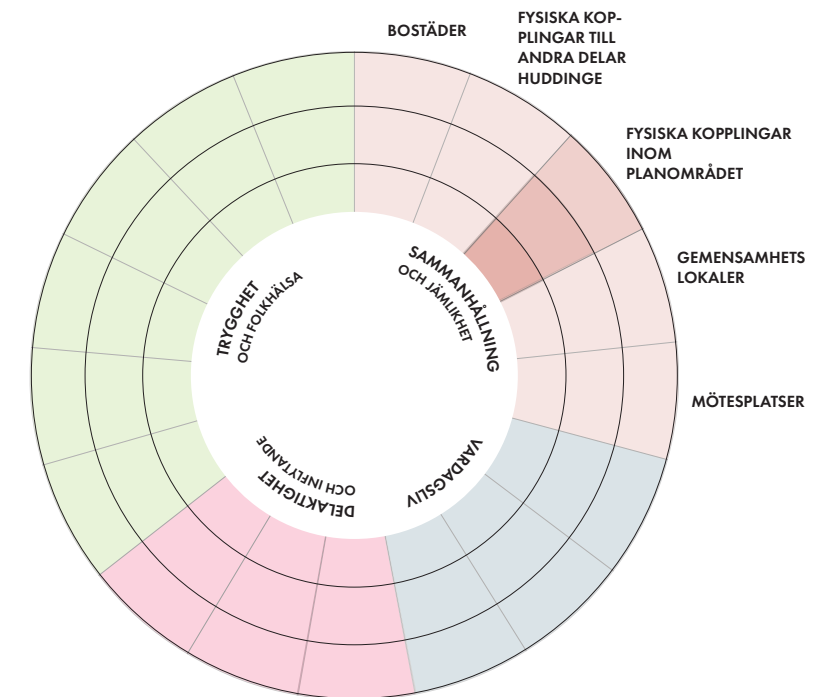 BOSTÄDER
FYSISKA KOP-
PLINGAR TILL
ANDRA DELAR
HUDDINGE
FYSISKA KOPPLINGAR
INOM
PLANOMRÅDET
GEMENSAMHETS
LOKALER
MÖTESPLATSER
SAMMANHÅLLNING
OCH JÄMLIKHET
VARDAGSLIV
DELAKTIGHET
OCH INFLYTANDE
TRYGGHET
OCH FOLKHÄLSA